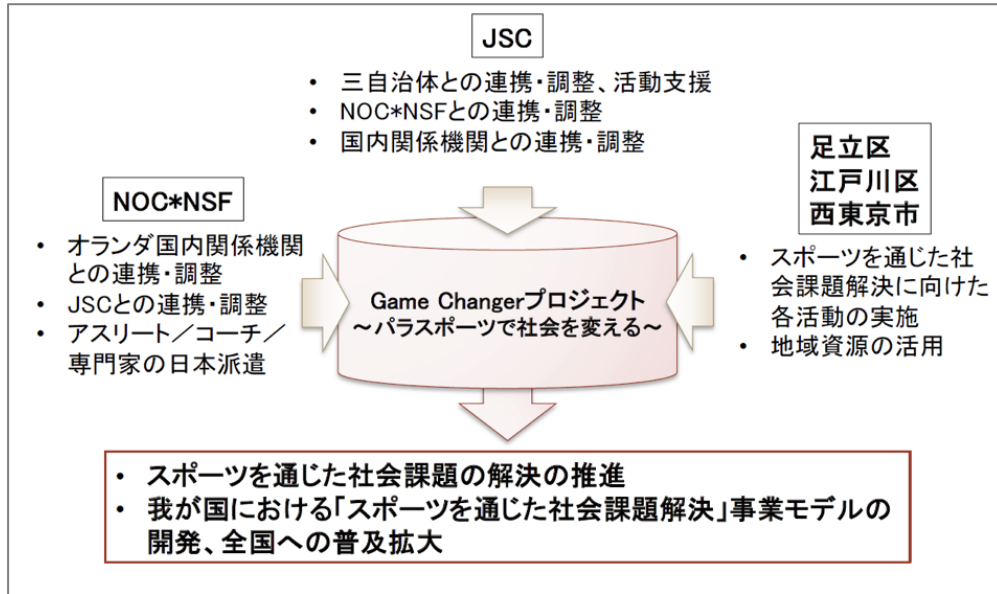 JSC
• 三自治体との連携・調整、活動支援
• NOC*NSFとの連携・調整
• 国内関係機関との連携・調整
NOC*NSF
• オランダ国内関係機関
との連携・調整
• JSCとの連携・調整
• アスリート／コーチ／
専門家の日本派遣
Game Changerプロジェクト
～パラスポーツで社会を変える～
足立区
江戸川区
西東京市
• スポーツを通じた社
会課題解決に向けた
各活動の実施
• 地域資源の活用
• スポーツを通じた社会課題の解決の推進
• 我が国における「スポーツを通じた社会課題解決」事業モデルの
開発、全国への普及拡大